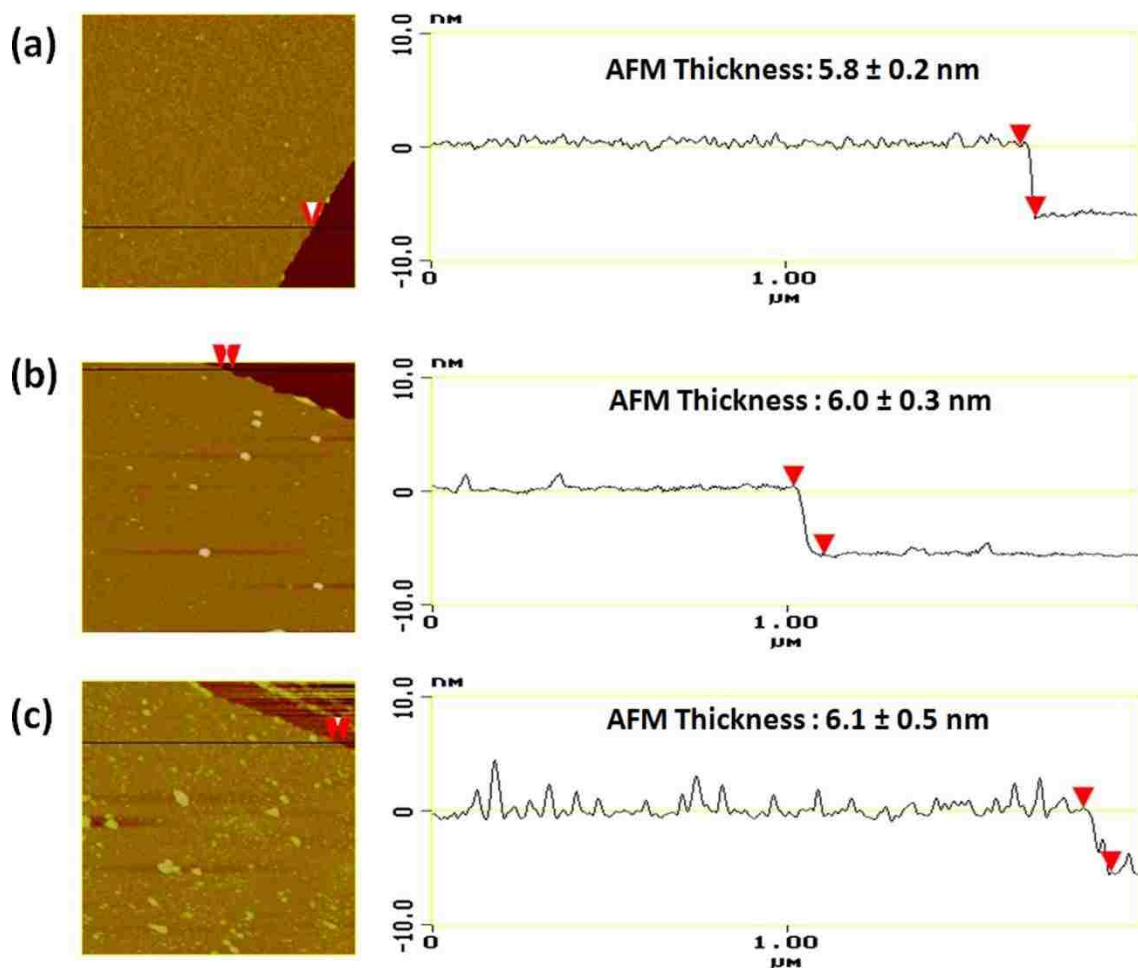 (a)
nM
10.0
AFM Thickness: 5.8 ± 0.2 nm
0
-10.0
0
1.00
µM
(b)
nM
10.0
AFM Thickness : 6.0 ± 0.3 nm
0
-10.0
0
1.00
µM
(c)
nM
10.0
AFM Thickness : 6.1 ± 0.5 nm
0
-10.0
0
1.00
µM